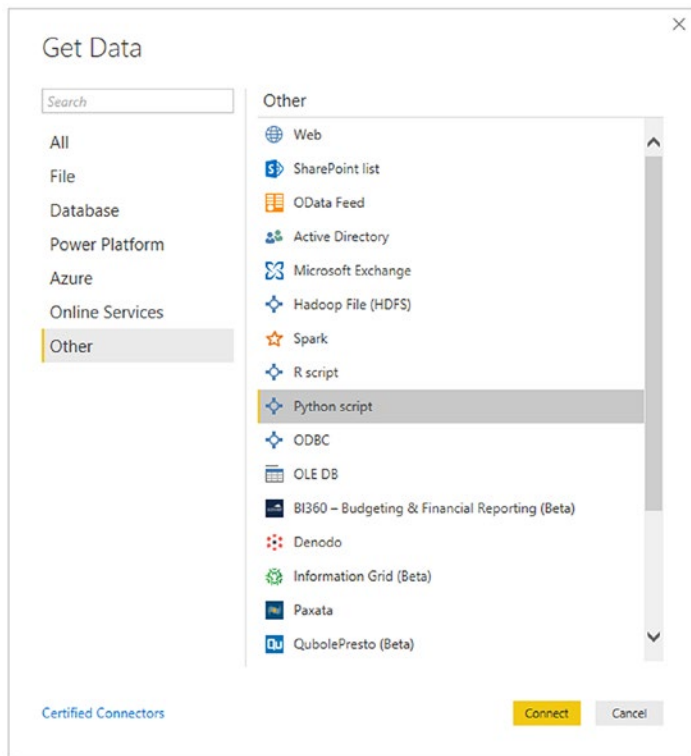 Get Data
Search
All
File
Database
Power Platform
Azure
Online Services
Other
Other
Web
SharePoint list
OData Feed
Active Directory
Microsoft Exchange
Hadoop File (HDFS)
Spark
R script
Python script
ODBC
OLE DB
BI360 – Budgeting & Financial Reporting (Beta)
Denodo
Information Grid (Beta)
Paxata
QubolePresto (Beta)
Certified Connectors
Connect
Cancel